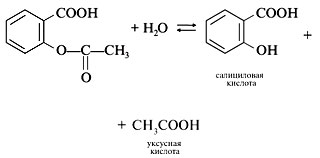 COOH
O–C–CH₃
O
+ H₂O ⇌
COOH
OH
+
салициловая
кислота
+ CH₃COOH
уксусная
кислота